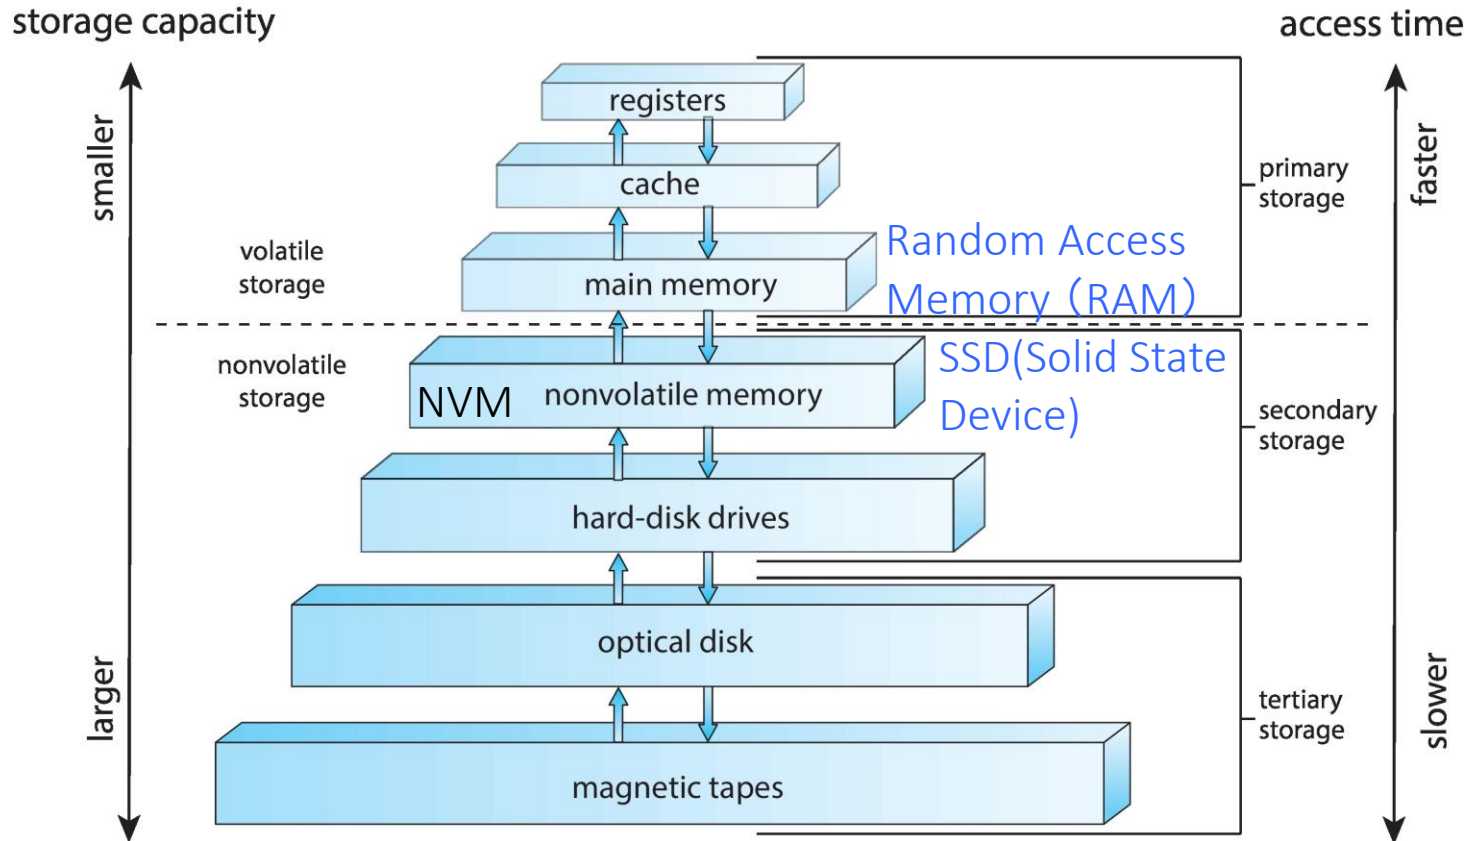 storage capacity
access time
registers
smaller
faster
cache
primary
storage
Random Access
Memory（RAM）
volatile
storage
main memory
nonvolatile
storage
NVM
nonvolatile memory
SSD(Solid State
Device)
secondary
storage
hard-disk drives
optical disk
larger
slower
tertiary
storage
magnetic tapes